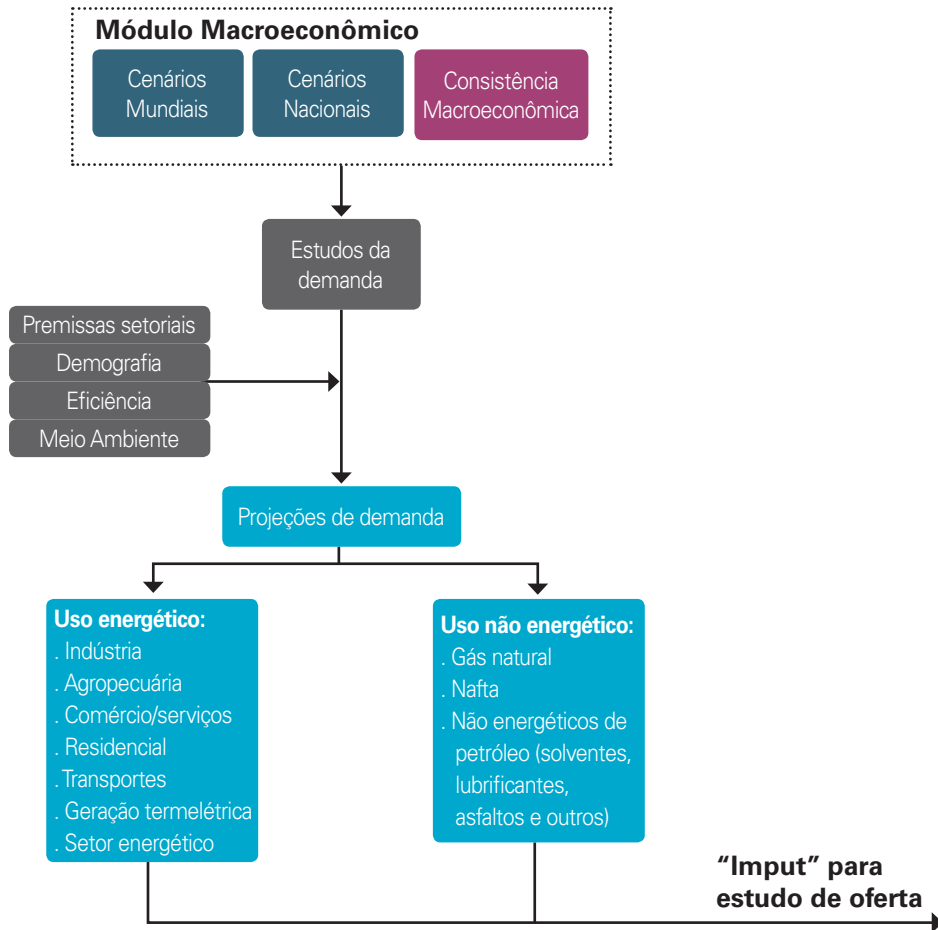 Módulo Macroeconômico
Cenários
Mundiais
Cenários
Nacionais
Consistência
Macroeconômica
Estudos da
demanda
Premissas setoriais
Demografia
Eficiência
Meio Ambiente
Projeções de demanda
Uso energético:
. Indústria
. Agropecuária
. Comércio/serviços
. Residencial
. Transportes
. Geração termelétrica
. Setor energético
Uso não energético:
. Gás natural
. Nafta
. Não energéticos de
petróleo (solventes,
lubrificantes,
asfaltos e outros)
“Imput” para
estudo de oferta